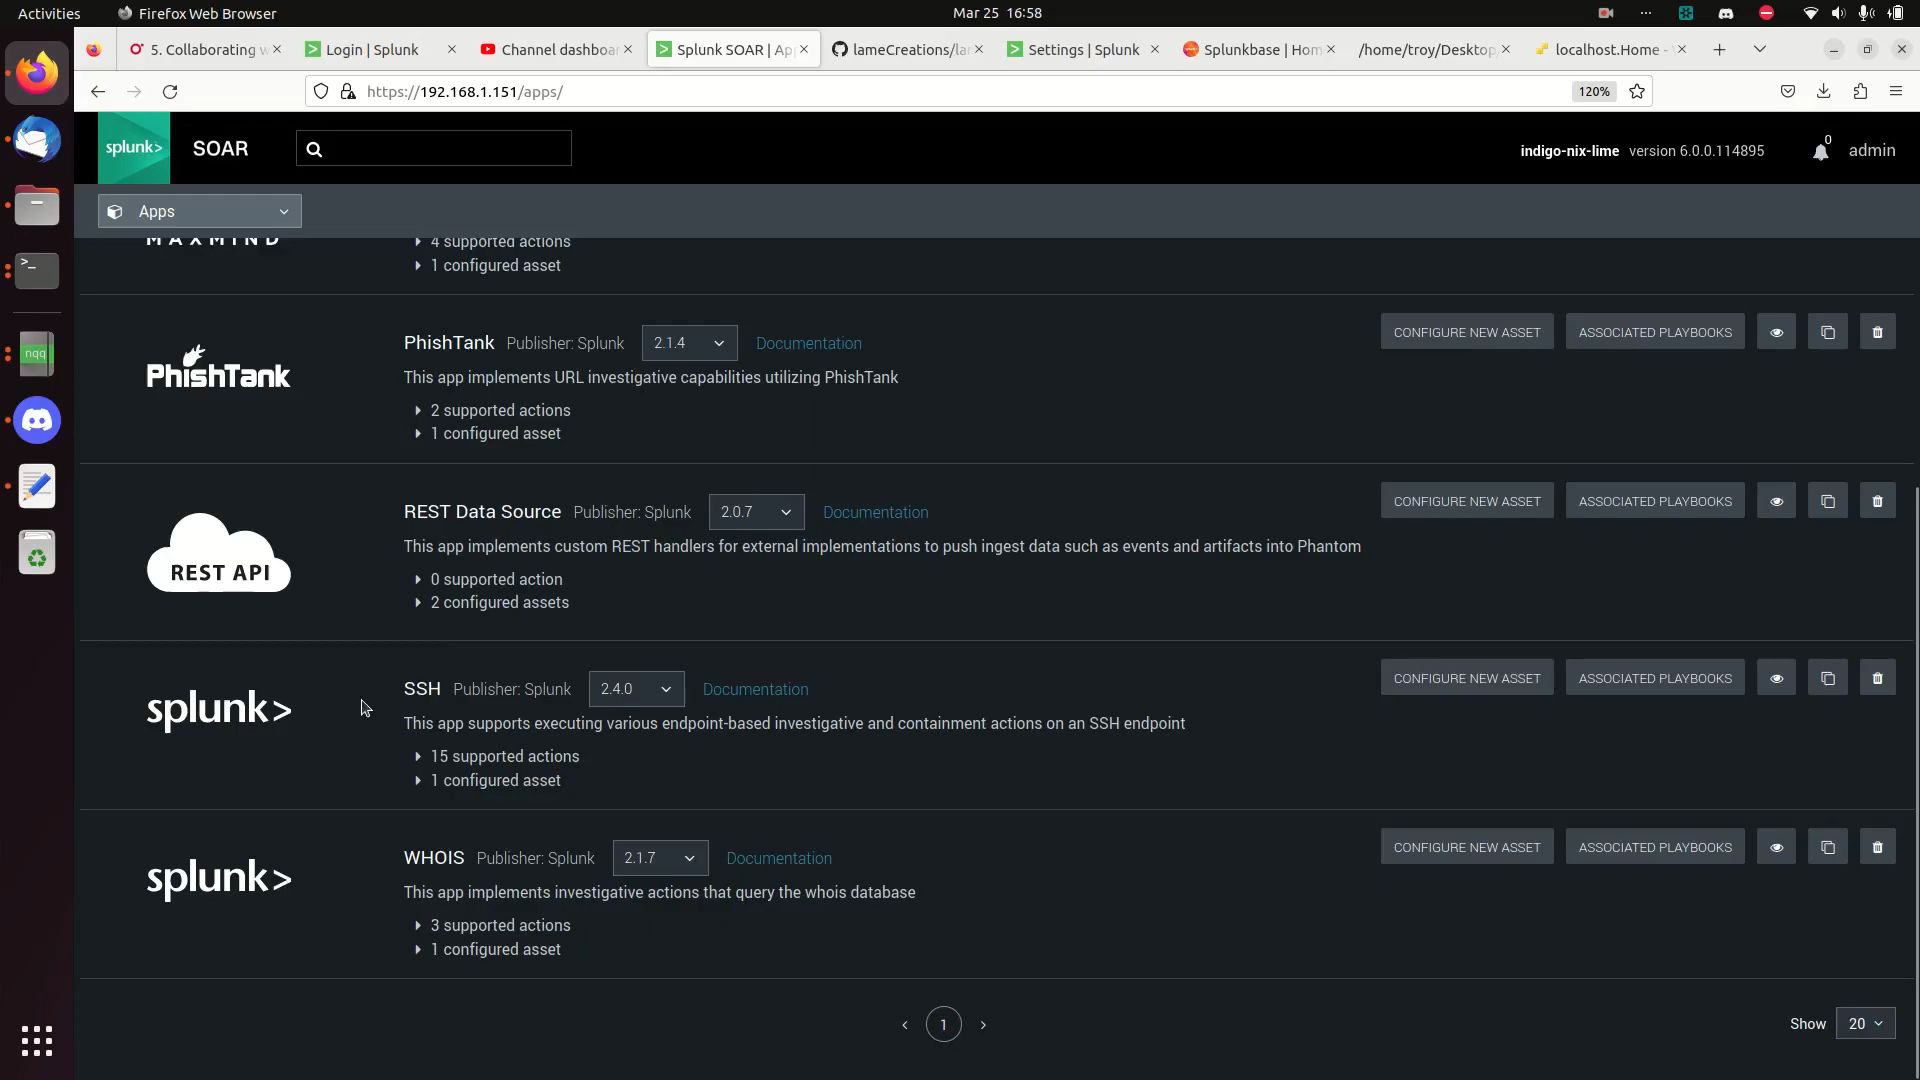 Activities
Firefox Web Browser
Mar 25 16:58
5. Collaborating w
Login | Splunk
Channel dashboa
Splunk SOAR | Ap
lameCreations/la
Settings | Splunk
Splunkbase | Hom
/home/troy/Desktop
localhost.Home -
https://192.168.1.151/apps/
120%
splunk>
SOAR
indigo-nix-lime version 6.0.0.114895
0
admin
Apps
MAXMIND
4 supported actions
1 configured asset
PhishTank
PhishTank Publisher: Splunk 2.1.4 Documentation
CONFIGURE NEW ASSET
ASSOCIATED PLAYBOOKS
This app implements URL investigative capabilities utilizing PhishTank
2 supported actions
1 configured asset
REST API
REST Data Source Publisher: Splunk 2.0.7 Documentation
CONFIGURE NEW ASSET
ASSOCIATED PLAYBOOKS
This app implements custom REST handlers for external implementations to push ingest data such as events and artifacts into Phantom
0 supported action
2 configured assets
splunk>
SSH Publisher: Splunk 2.4.0 Documentation
CONFIGURE NEW ASSET
ASSOCIATED PLAYBOOKS
This app supports executing various endpoint-based investigative and containment actions on an SSH endpoint
15 supported actions
1 configured asset
splunk>
WHOIS Publisher: Splunk 2.1.7 Documentation
CONFIGURE NEW ASSET
ASSOCIATED PLAYBOOKS
This app implements investigative actions that query the whois database
3 supported actions
1 configured asset
1
Show 20
nqq